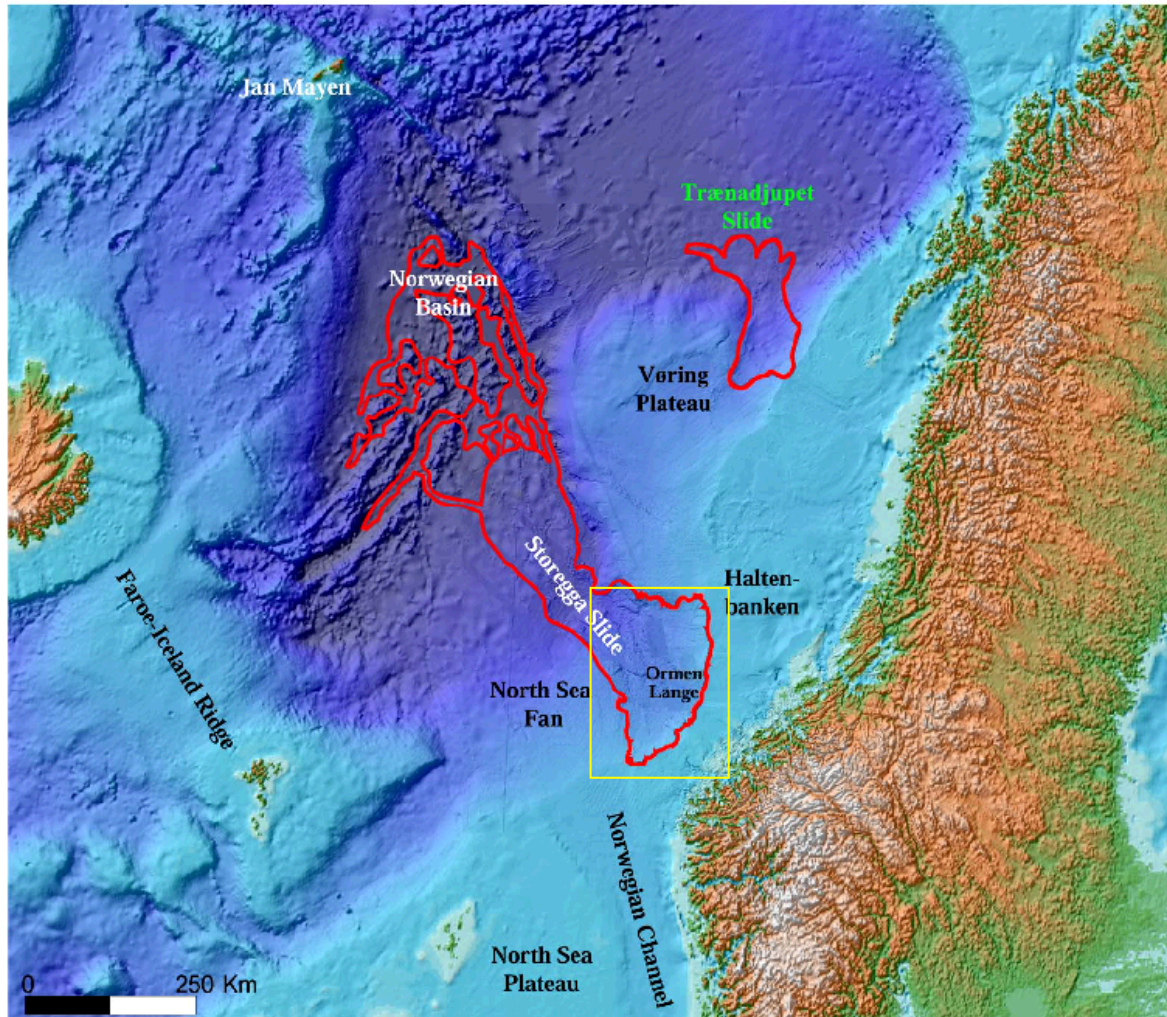 Jan Mayen
Trænadjupet
Slide
Norwegian
Basin
Vøring
Plateau
Storegga Slide
Halten-
banken
Faroe-Iceland Ridge
Ormen
Lange
North Sea
Fan
Norwegian Channel
North Sea
Plateau
0 250 Km